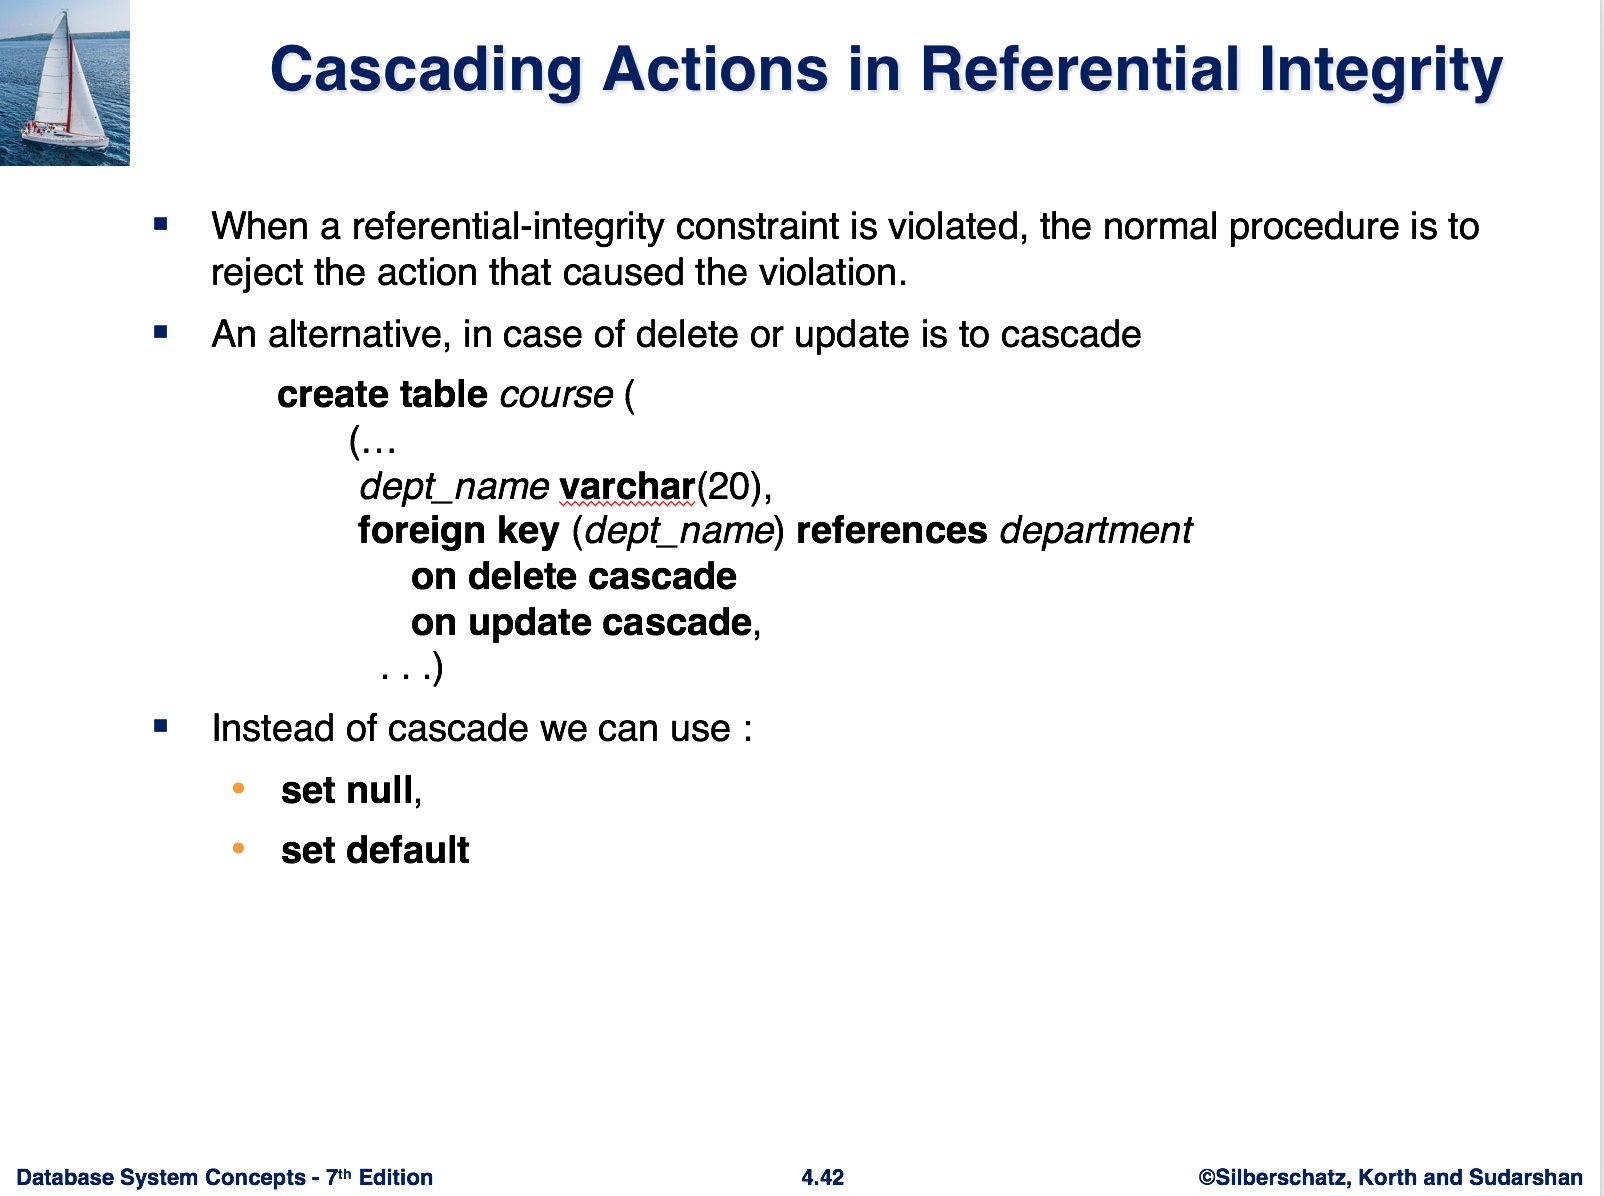 Cascading Actions in Referential Integrity
When a referential-integrity constraint is violated, the normal procedure is to
reject the action that caused the violation.
An alternative, in case of delete or update is to cascade
create table course (
(…
dept_name varchar(20),
foreign key (dept_name) references department
on delete cascade
on update cascade,
. . .)
Instead of cascade we can use :
set null,
set default
Database System Concepts - 7th Edition
4.42
©Silberschatz, Korth and Sudarshan